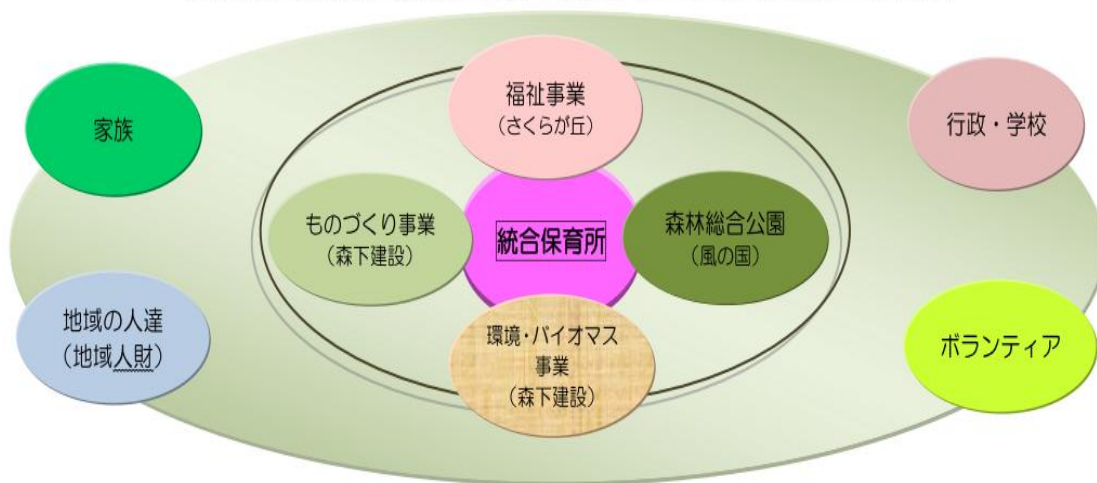 福祉事業
(さくらが丘)
家族
行政・学校
ものづくり事業
(森下建設)
統合保育所
森林総合公園
(風の国)
地域の人達
(地域人財)
環境・バイオマス
事業
(森下建設)
ボランティア